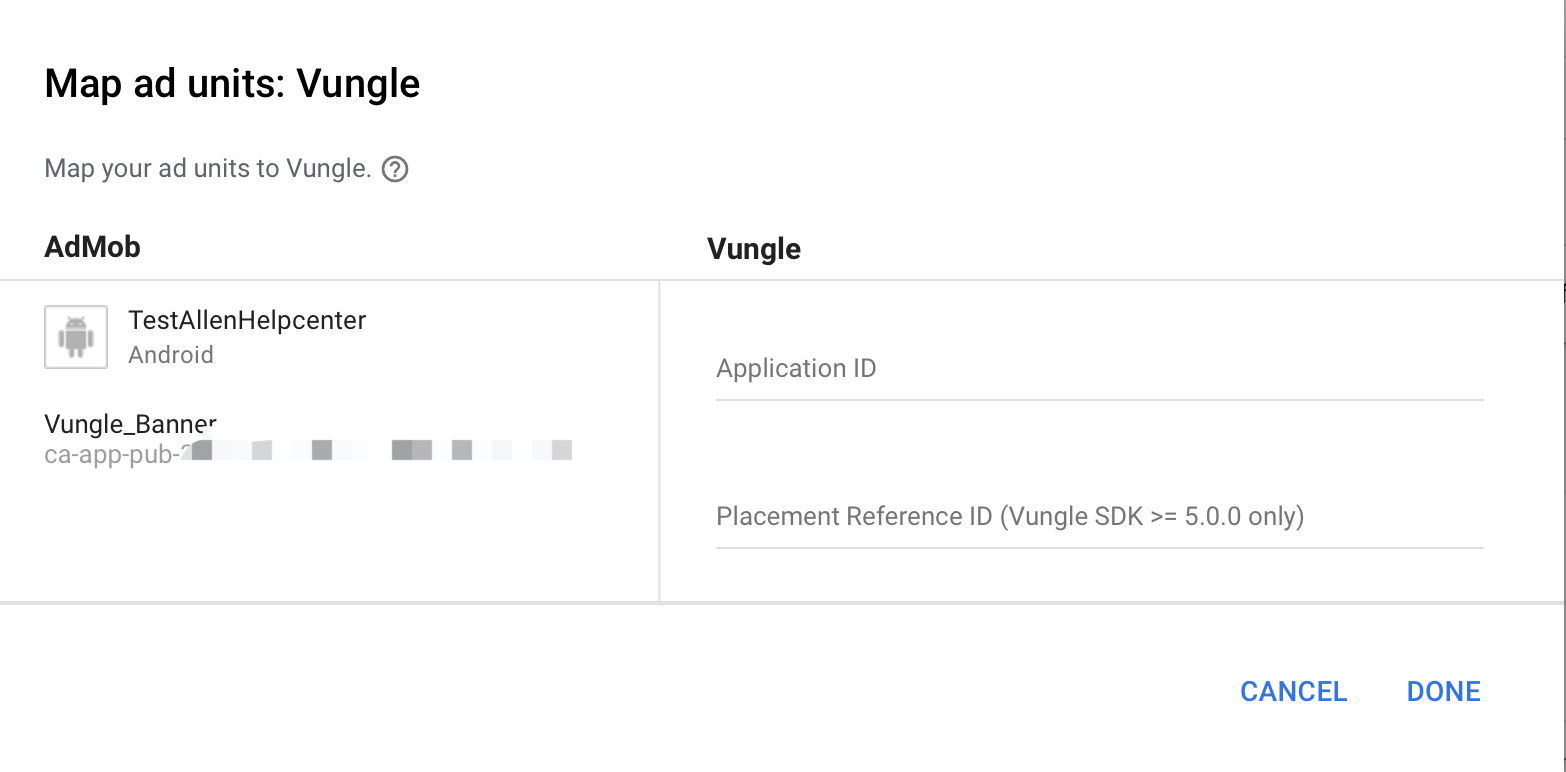 Map ad units: Vungle
Map your ad units to Vungle.
AdMob
Vungle
TestAllenHelpcenter
Android
Application ID
Vungle_Banner
ca-app-pub-
Placement Reference ID (Vungle SDK >= 5.0.0 only)
CANCEL
DONE